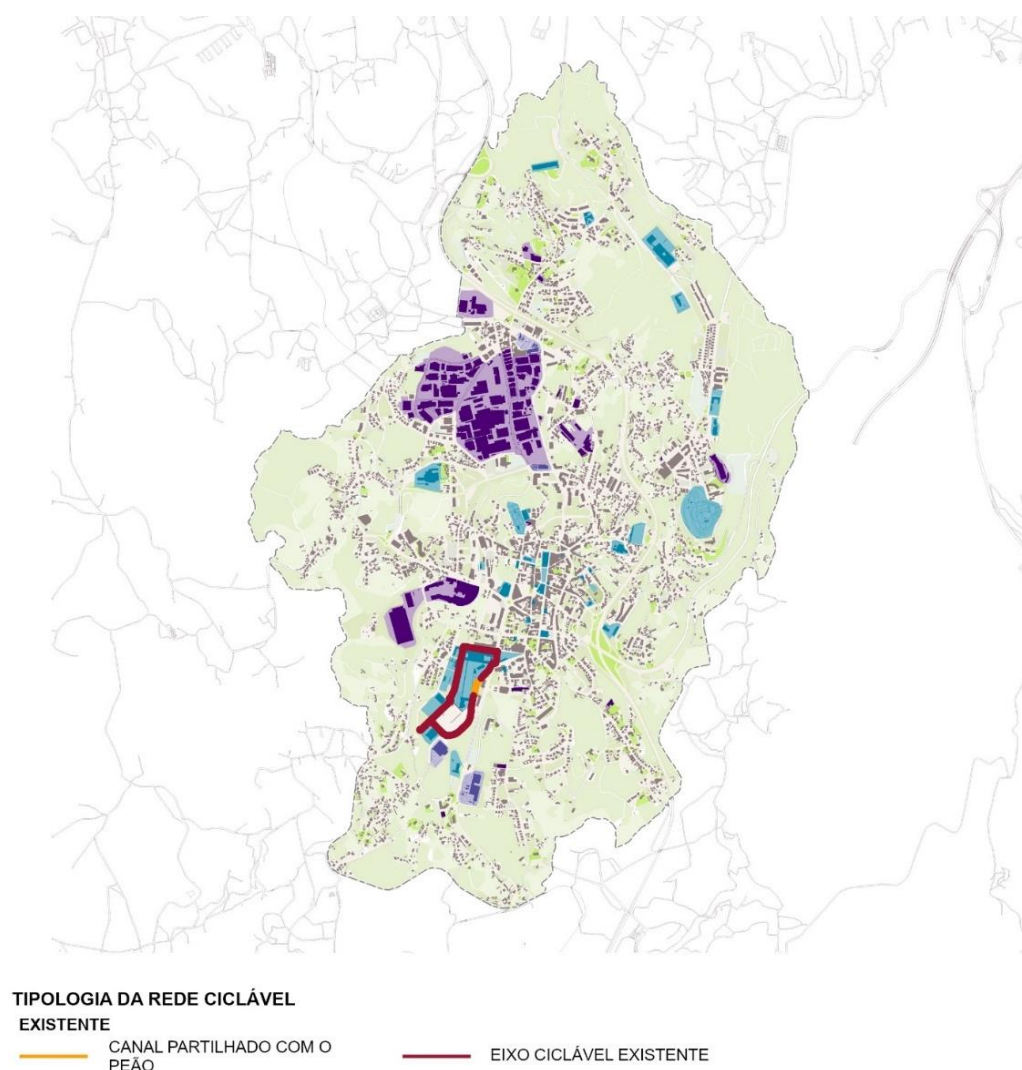 TIPOLOGIA DA REDE CICLÁVEL
EXISTENTE
CANAL PARTILHADO COM O
PEÃO
EIXO CICLÁVEL EXISTENTE